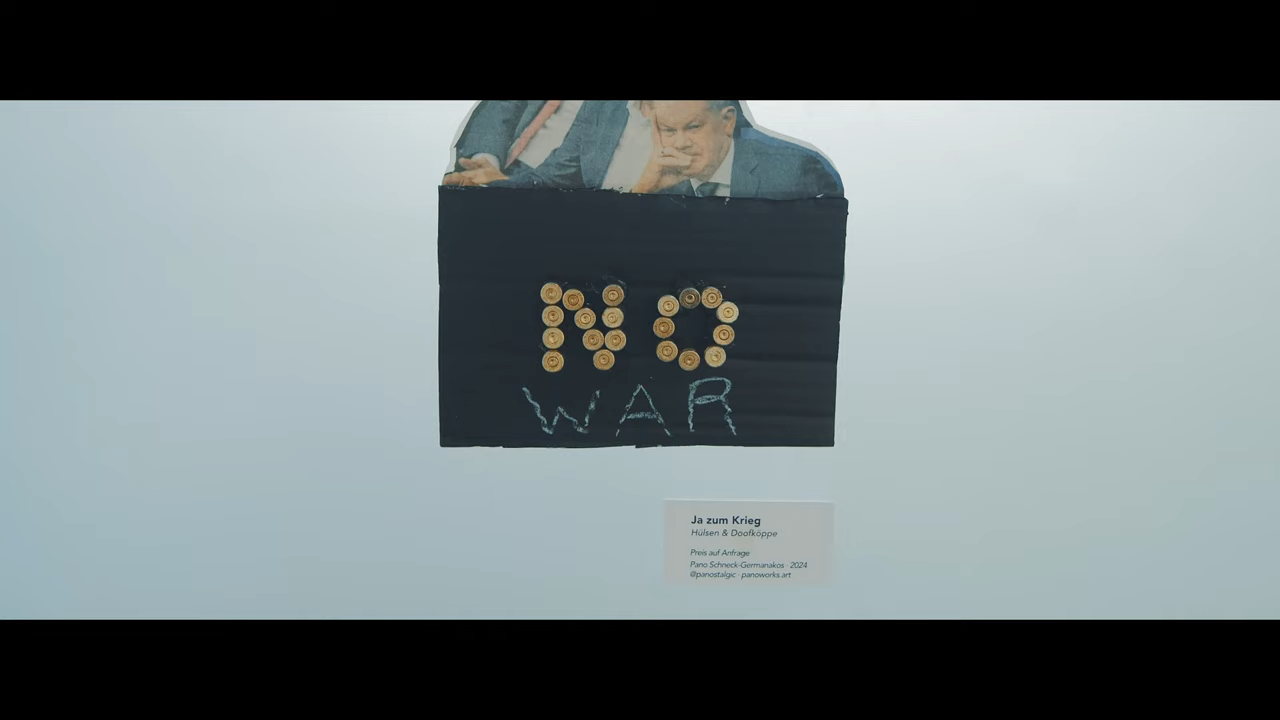 NO
WAR
Ja zum Krieg
Hülsen & Doofköppe
Preis auf Anfrage
Pano Schneck-Germanakos · 2024
@panostalgic · panoworks.art